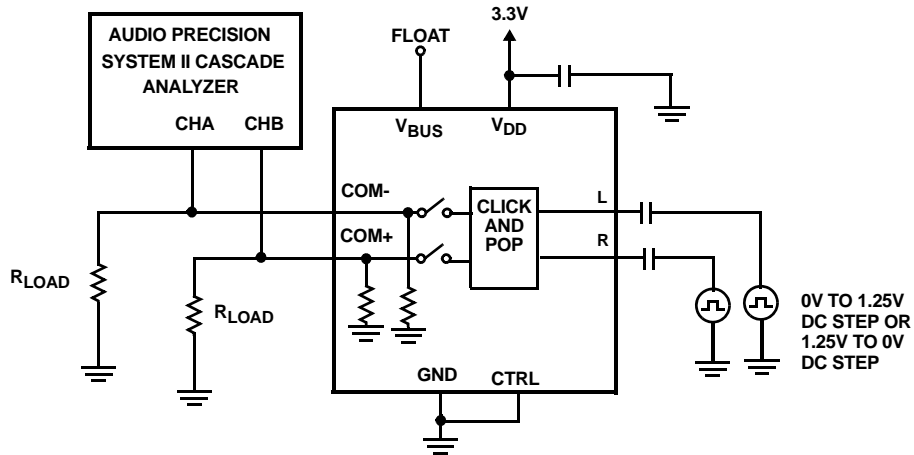 AUDIO PRECISION
SYSTEM II CASCADE
ANALYZER
CHA CHB
FLOAT
3.3V
VBUS
VDD
COM-
COM+
CLICK
AND
POP
L
R
RLOAD
RLOAD
0V TO 1.25V
DC STEP OR
1.25V TO 0V
DC STEP
GND
CTRL